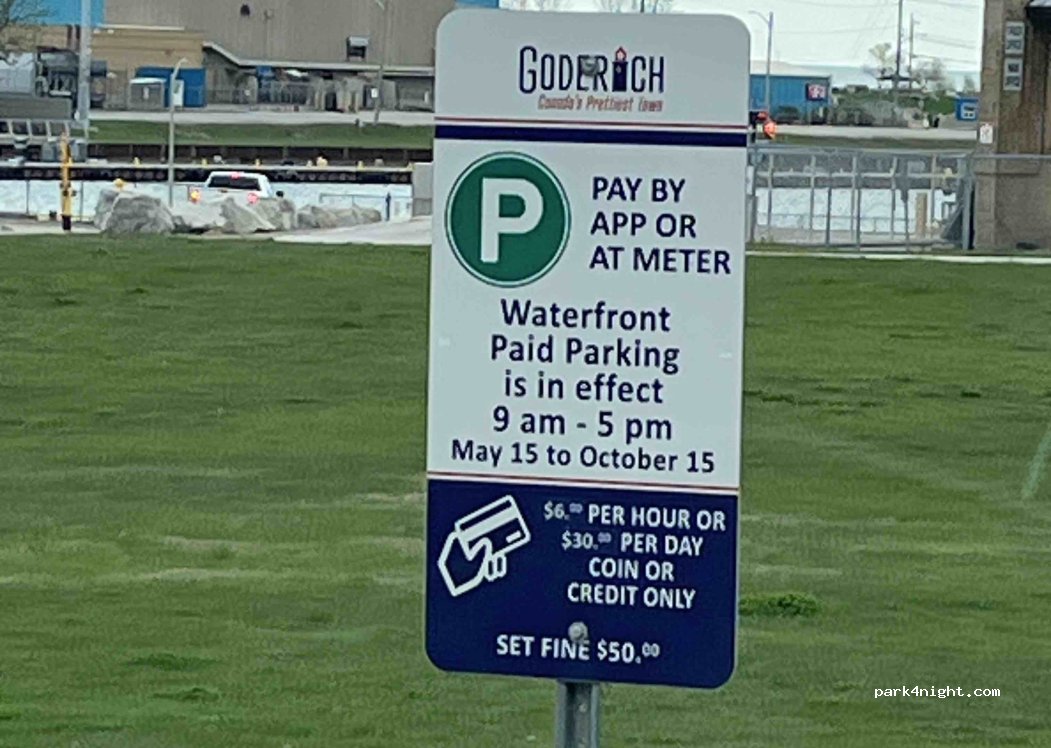 GODERICH
Canada's Prettiest Town
P
PAY BY
APP OR
AT METER
Waterfront
Paid Parking
is in effect
9 am - 5 pm
May 15 to October 15
$6.00 PER HOUR OR
$30.00 PER DAY
COIN OR
CREDIT ONLY
SET FINE $50.00
park4night.com